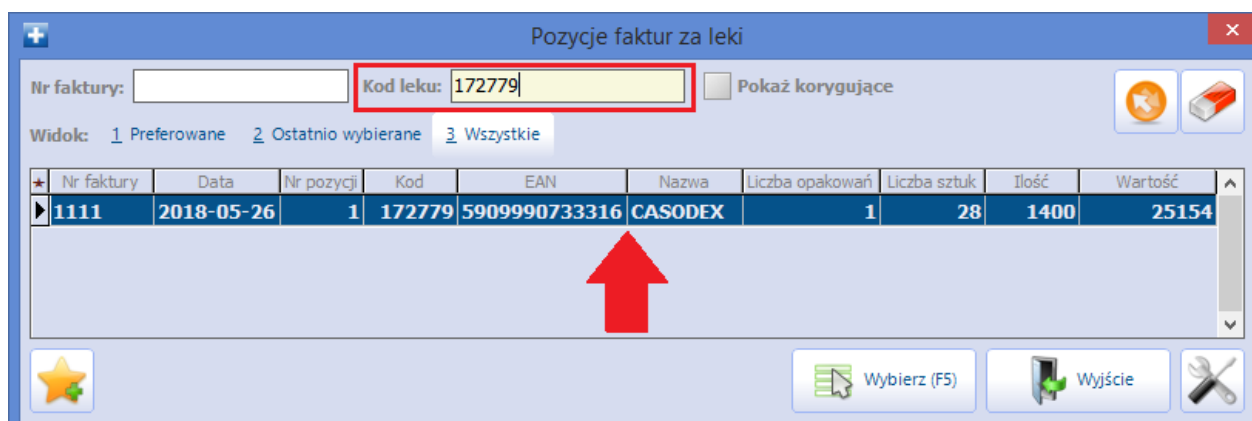 Pozycje faktur za leki
Nr faktury: Kod leku: 172779 Pokaż korygujące
Widok: 1 Preferowane 2 Ostatnio wybierane 3 Wszystkie
Nr faktury Data Nr pozycji Kod EAN Nazwa Liczba opakowań Liczba sztuk Ilość Wartość
1111 2018-05-26 1 172779 5909990733316 CASODEX 1 28 1400 25154
Wybierz (F5) Wyjście